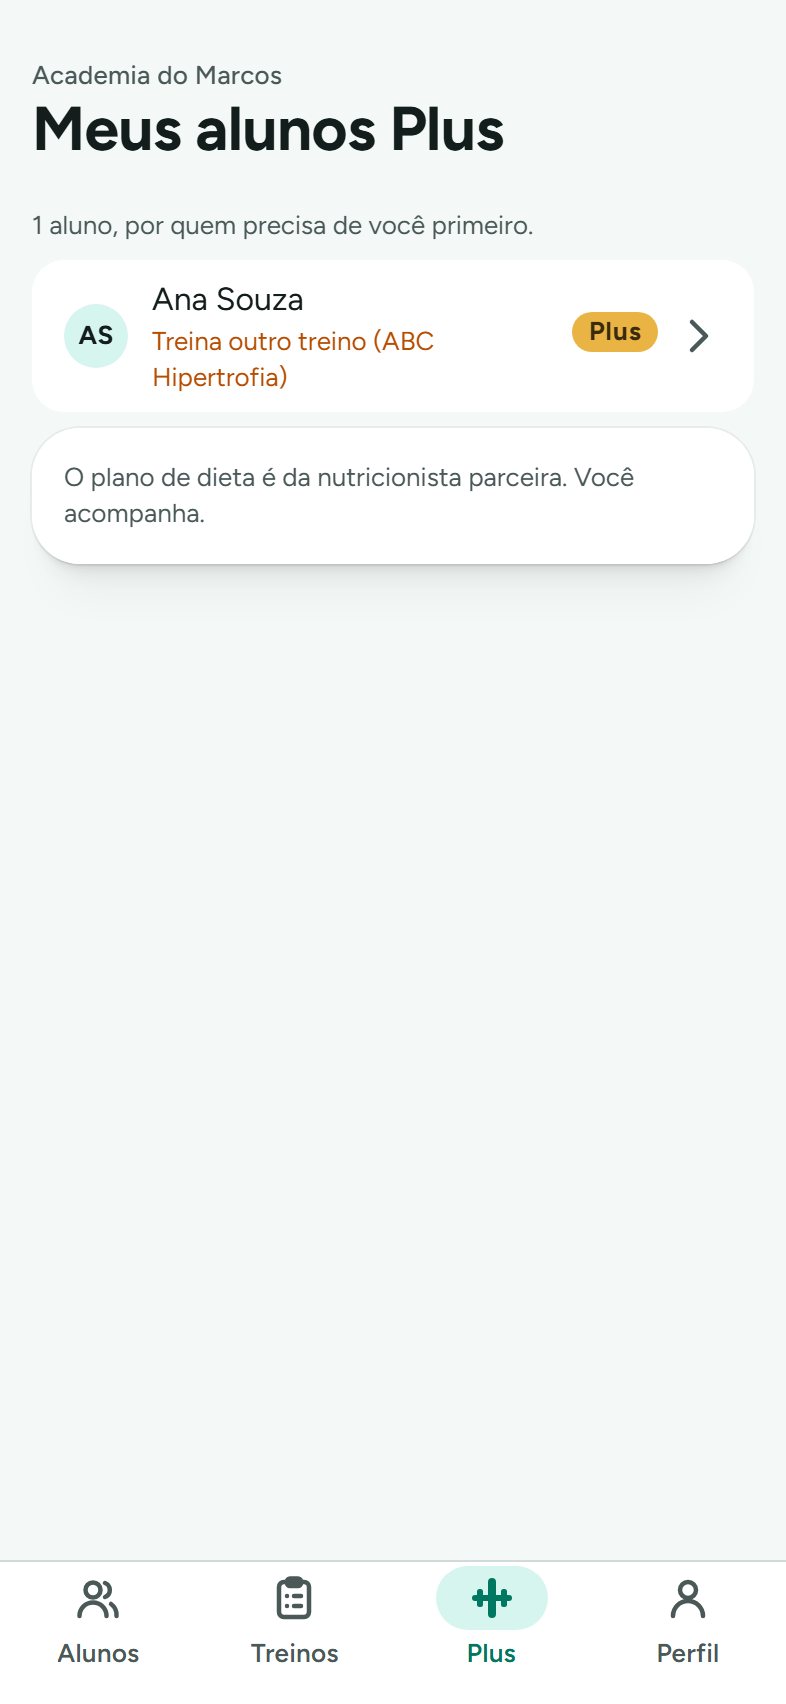 Academia do Marcos
Meus alunos Plus
1 aluno, por quem precisa de você primeiro.
AS
Ana Souza
Treina outro treino (ABC
Hipertrofia)
Plus
O plano de dieta é da nutricionista parceira. Você
acompanha.
Alunos
Treinos
Plus
Perfil